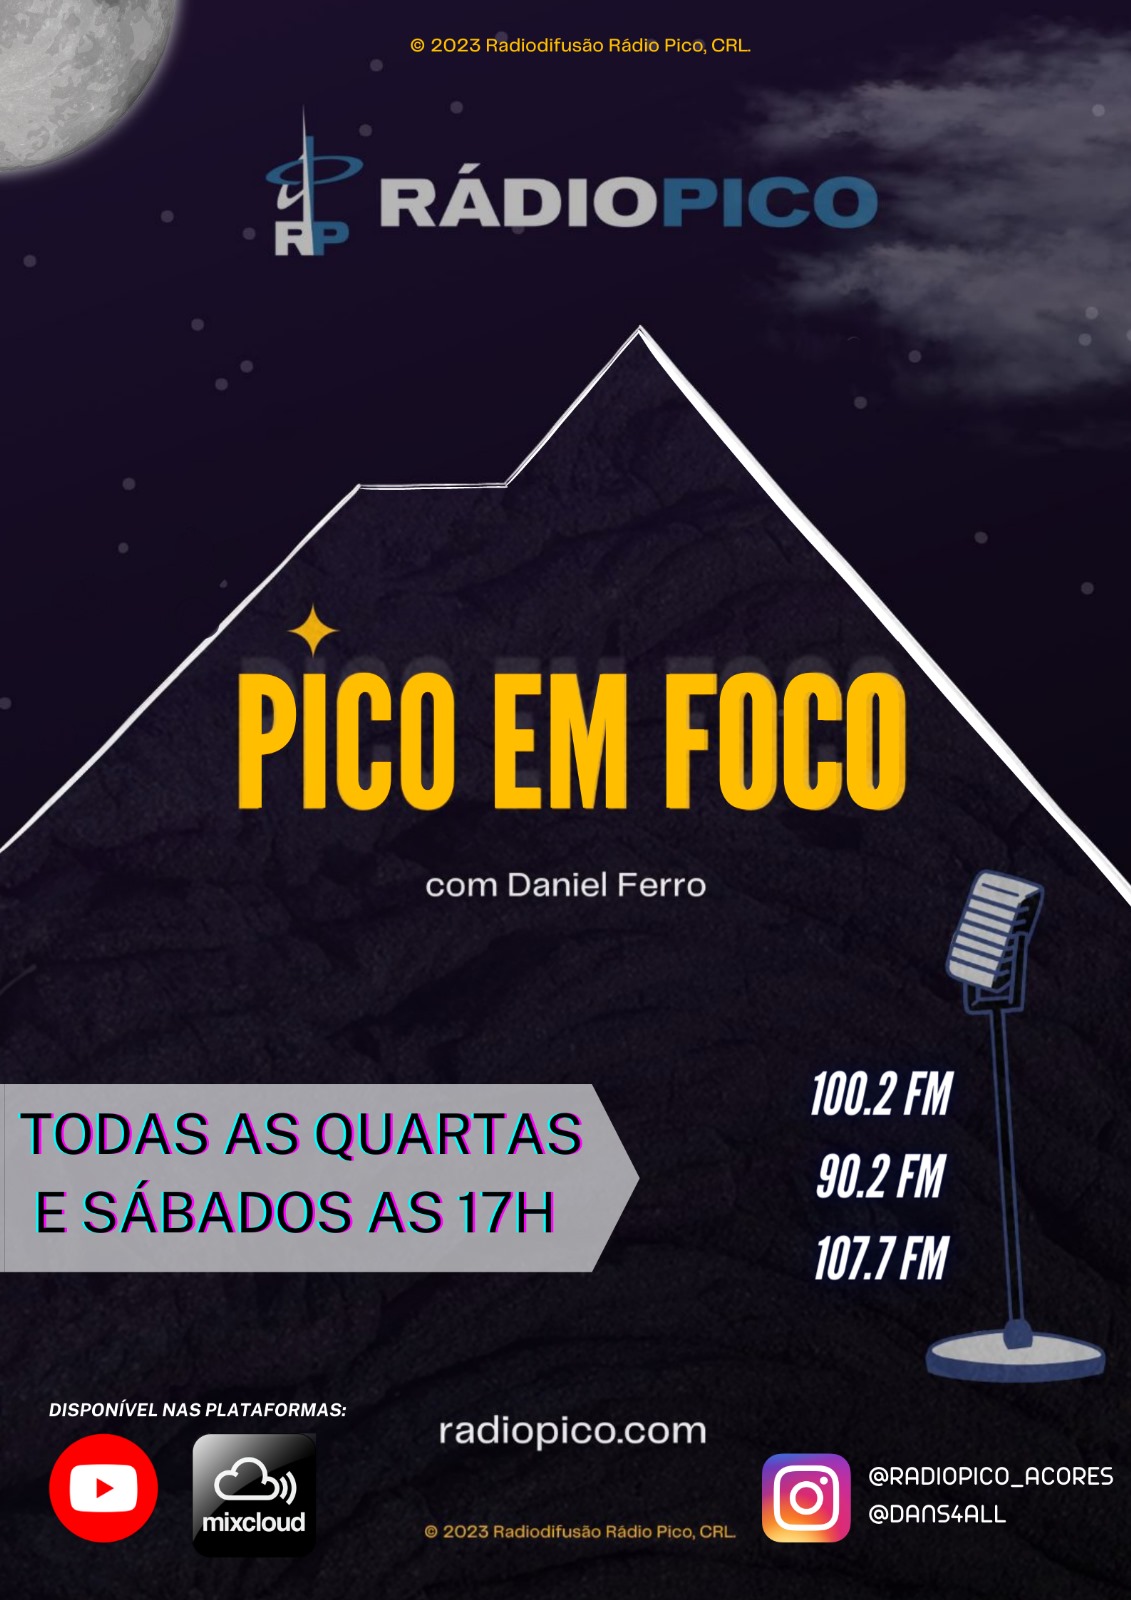 © 2023 Radiodifusão Rádio Pico, CRL.
RP RÁDIOPICO
PICO EM FOCO
com Daniel Ferro
TODAS AS QUARTAS
E SÁBADOS AS 17H
100.2 FM
90.2 FM
107.7 FM
DISPONÍVEL NAS PLATAFORMAS:
mixcloud
radiopico.com
@RADIOPICO_ACORES
@DANS4ALL
© 2023 Radiodifusão Rádio Pico, CRL.